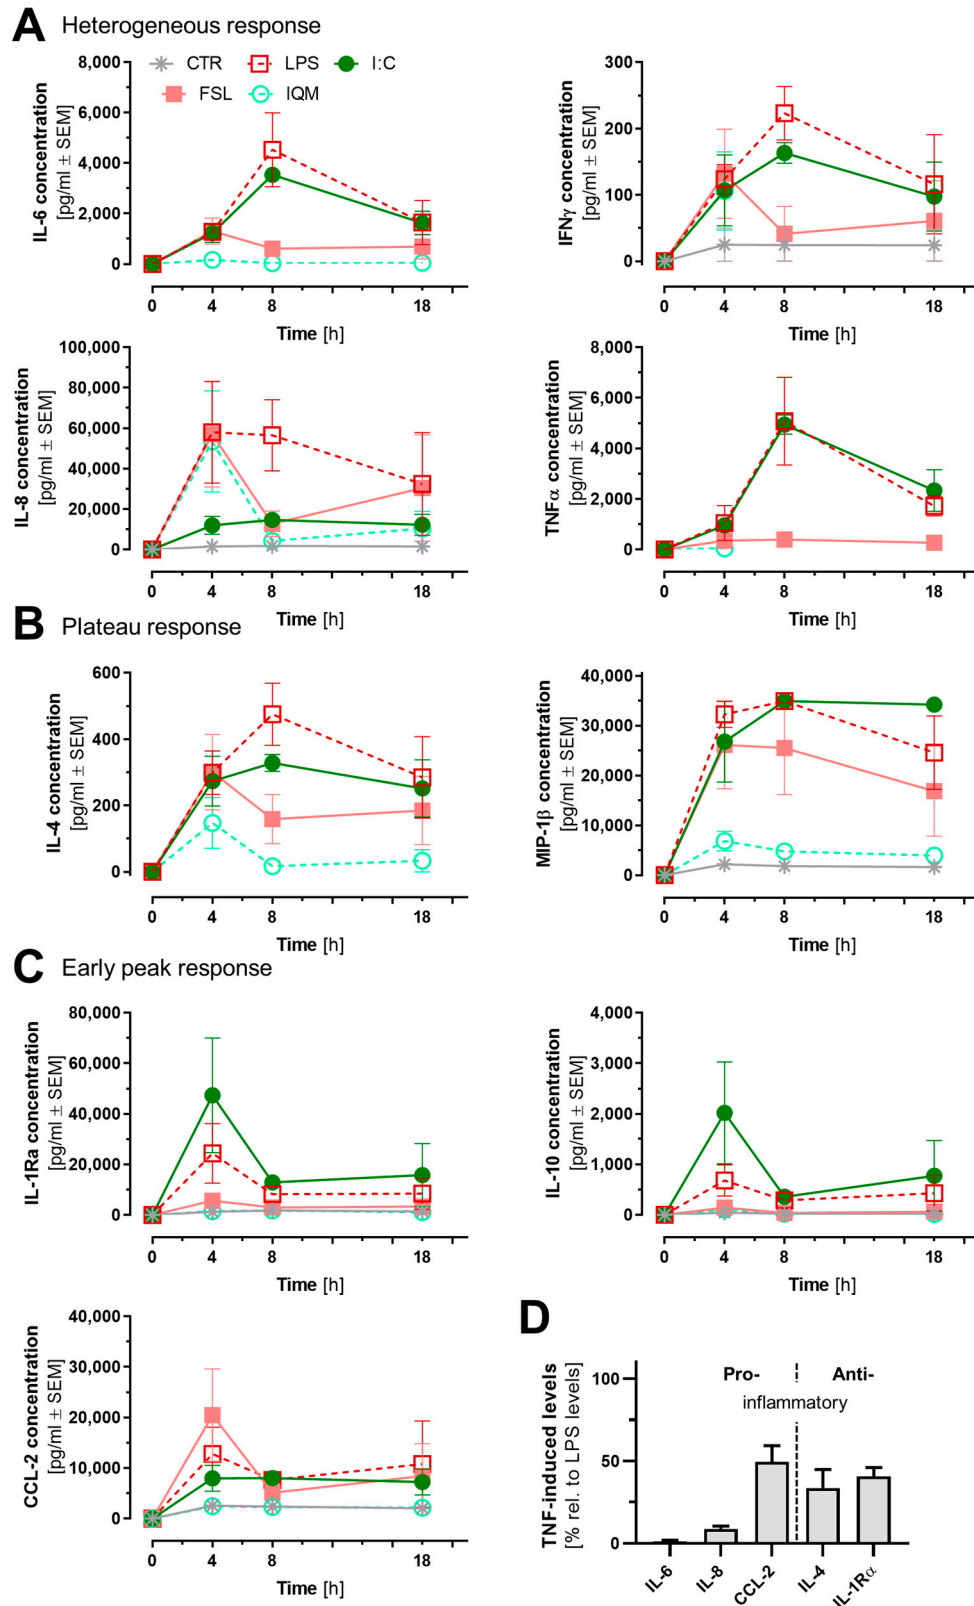 A Heterogeneous response
CTR LPS I:C
FSL IQM
IL-6 concentration
[pg/ml ± SEM]
8,000
6,000
4,000
2,000
0
0 4 8 18
Time [h]
IFNγ concentration
[pg/ml ± SEM]
300
200
100
0
0 4 8 18
Time [h]
IL-8 concentration
[pg/ml ± SEM]
100,000
80,000
60,000
40,000
20,000
0
0 4 8 18
Time [h]
TNFα concentration
[pg/ml ± SEM]
8,000
6,000
4,000
2,000
0
0 4 8 18
Time [h]
B Plateau response
IL-4 concentration
[pg/ml ± SEM]
600
400
200
0
0 4 8 18
Time [h]
MIP-1β concentration
[pg/ml ± SEM]
40,000
30,000
20,000
10,000
0
0 4 8 18
Time [h]
C Early peak response
IL-1Ra concentration
[pg/ml ± SEM]
80,000
60,000
40,000
20,000
0
0 4 8 18
Time [h]
IL-10 concentration
[pg/ml ± SEM]
4,000
3,000
2,000
1,000
0
0 4 8 18
Time [h]
CCL-2 concentration
[pg/ml ± SEM]
40,000
30,000
20,000
10,000
0
0 4 8 18
Time [h]
D
TNF-induced levels
[% rel. to LPS levels]
100
50
0
Pro- Anti-
inflammatory
IL-6
IL-8
CCL-2
IL-4
IL-1Rα